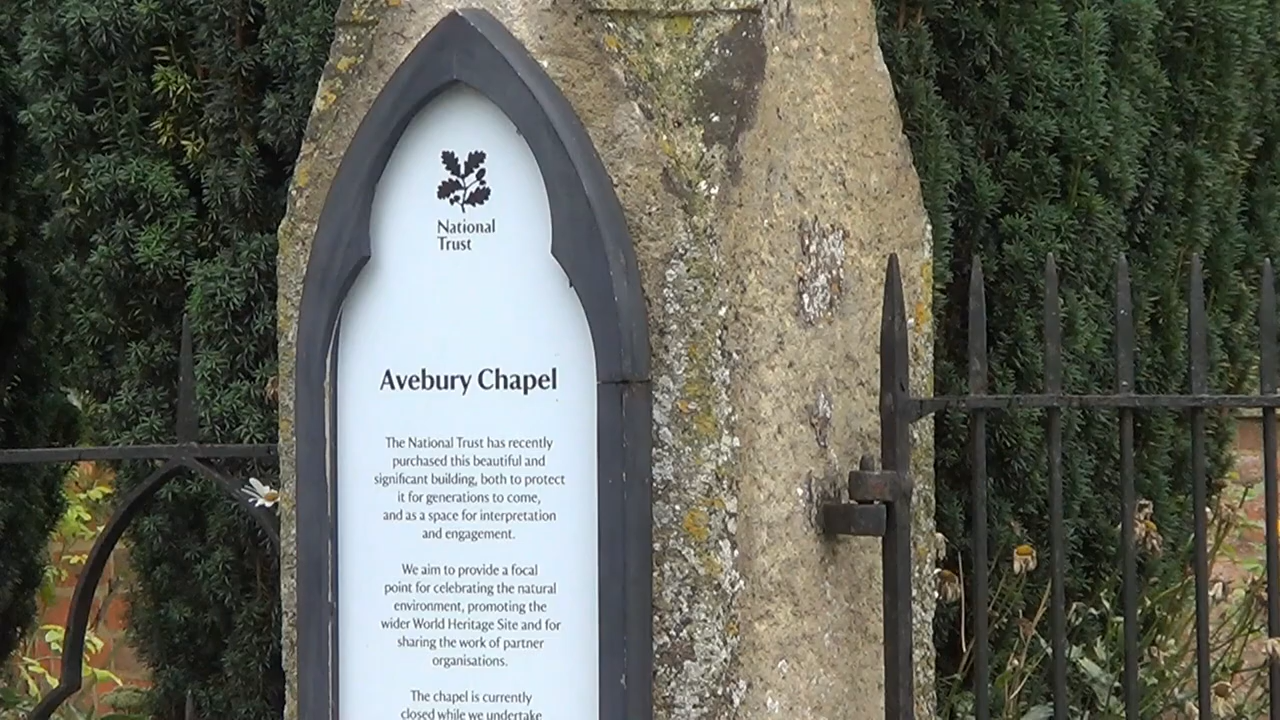 National
Trust
Avebury Chapel
The National Trust has recently
purchased this beautiful and
significant building, both to protect
it for generations to come,
and as a space for interpretation
and engagement.
We aim to provide a focal
point for celebrating the natural
environment, promoting the
wider World Heritage Site and for
sharing the work of partner
organisations.
The chapel is currently
closed while we undertake